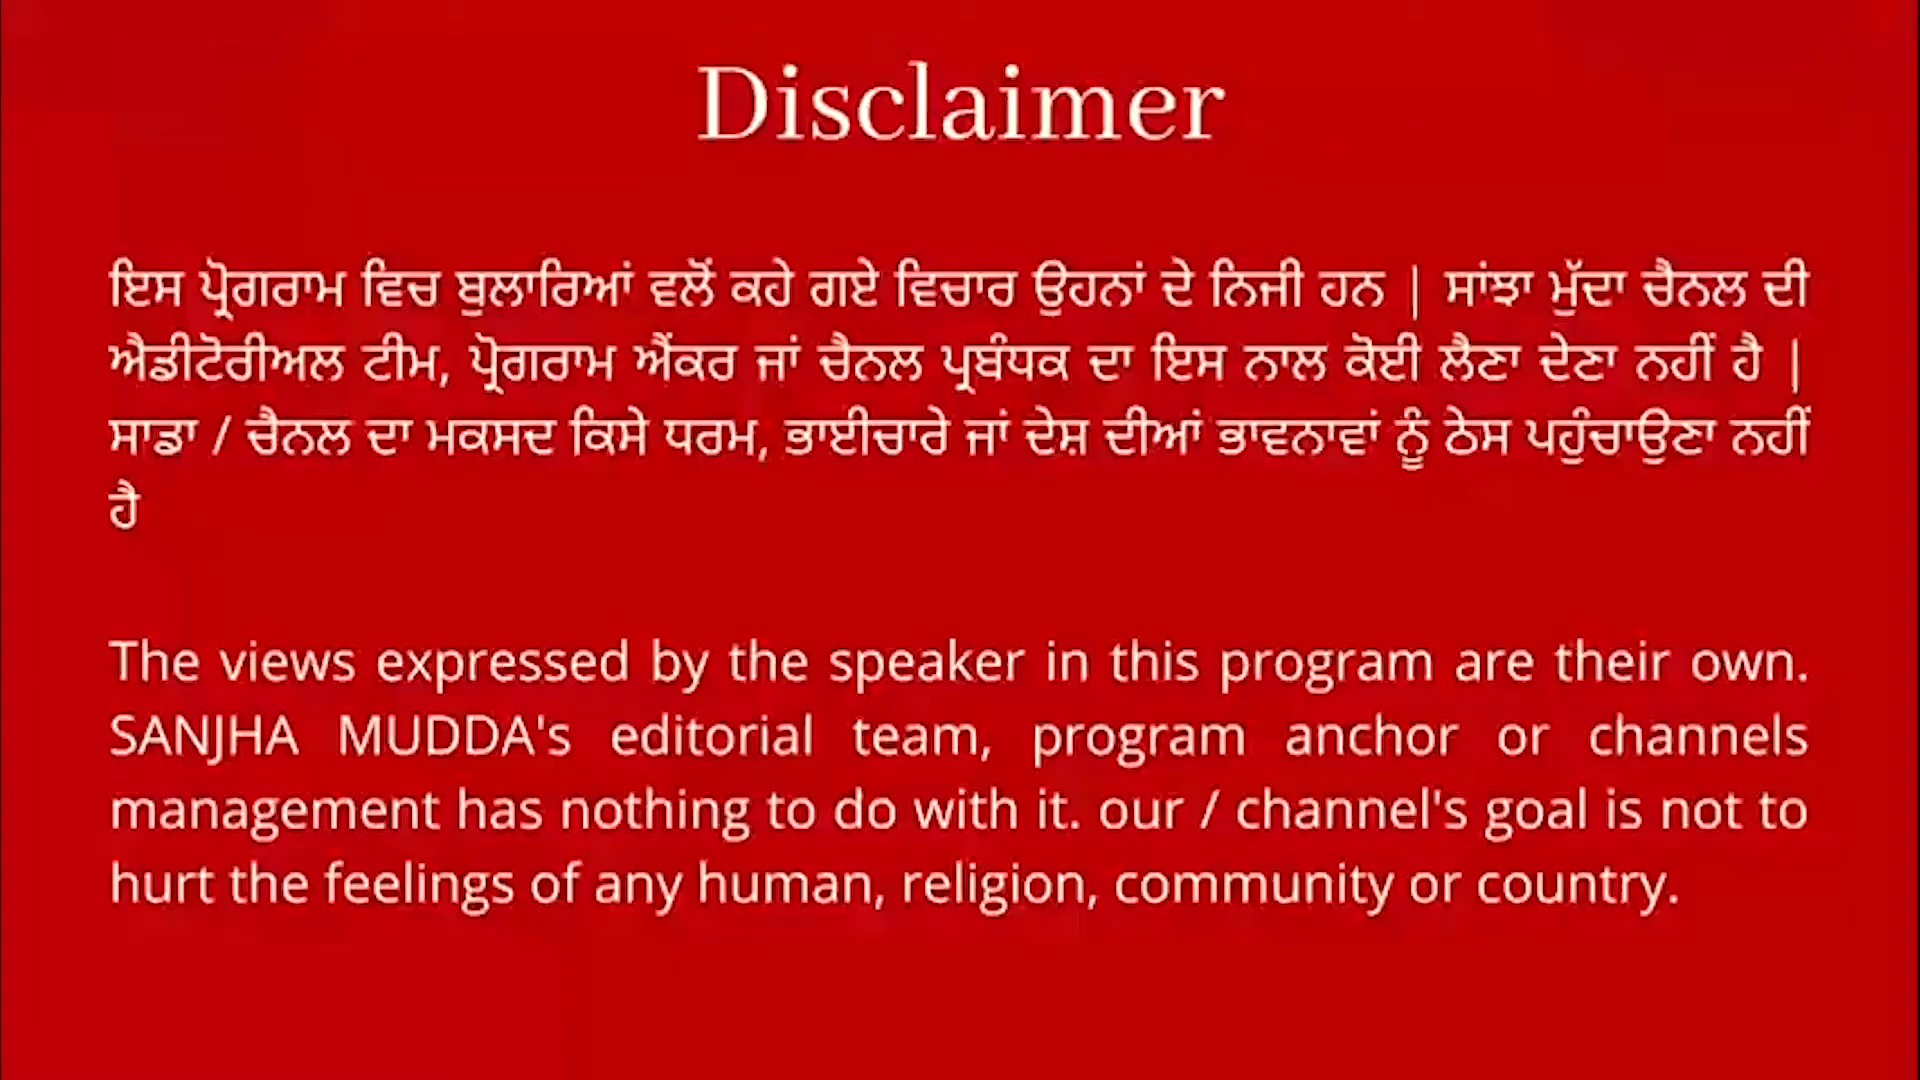 Disclaimer
ਇਸ ਪ੍ਰੋਗਰਾਮ ਵਿਚ ਬੁਲਾਰਿਆਂ ਵਲੋਂ ਕਹੇ ਗਏ ਵਿਚਾਰ ਉਹਨਾਂ ਦੇ ਨਿਜੀ ਹਨ | ਸਾਂਝਾ ਮੁੱਦਾ ਚੈਨਲ ਦੀ
ਐਡੀਟੋਰੀਅਲ ਟੀਮ, ਪ੍ਰੋਗਰਾਮ ਐਂਕਰ ਜਾਂ ਚੈਨਲ ਪ੍ਰਬੰਧਕ ਦਾ ਇਸ ਨਾਲ ਕੋਈ ਲੈਣਾ ਦੇਣਾ ਨਹੀਂ ਹੈ |
ਸਾਡਾ / ਚੈਨਲ ਦਾ ਮਕਸਦ ਕਿਸੇ ਧਰਮ, ਭਾਈਚਾਰੇ ਜਾਂ ਦੇਸ਼ ਦੀਆਂ ਭਾਵਨਾਵਾਂ ਨੂੰ ਠੇਸ ਪਹੁੰਚਾਉਣਾ ਨਹੀਂ
ਹੈ
The views expressed by the speaker in this program are their own.
SANJHA MUDDA's editorial team, program anchor or channels
management has nothing to do with it. our / channel's goal is not to
hurt the feelings of any human, religion, community or country.